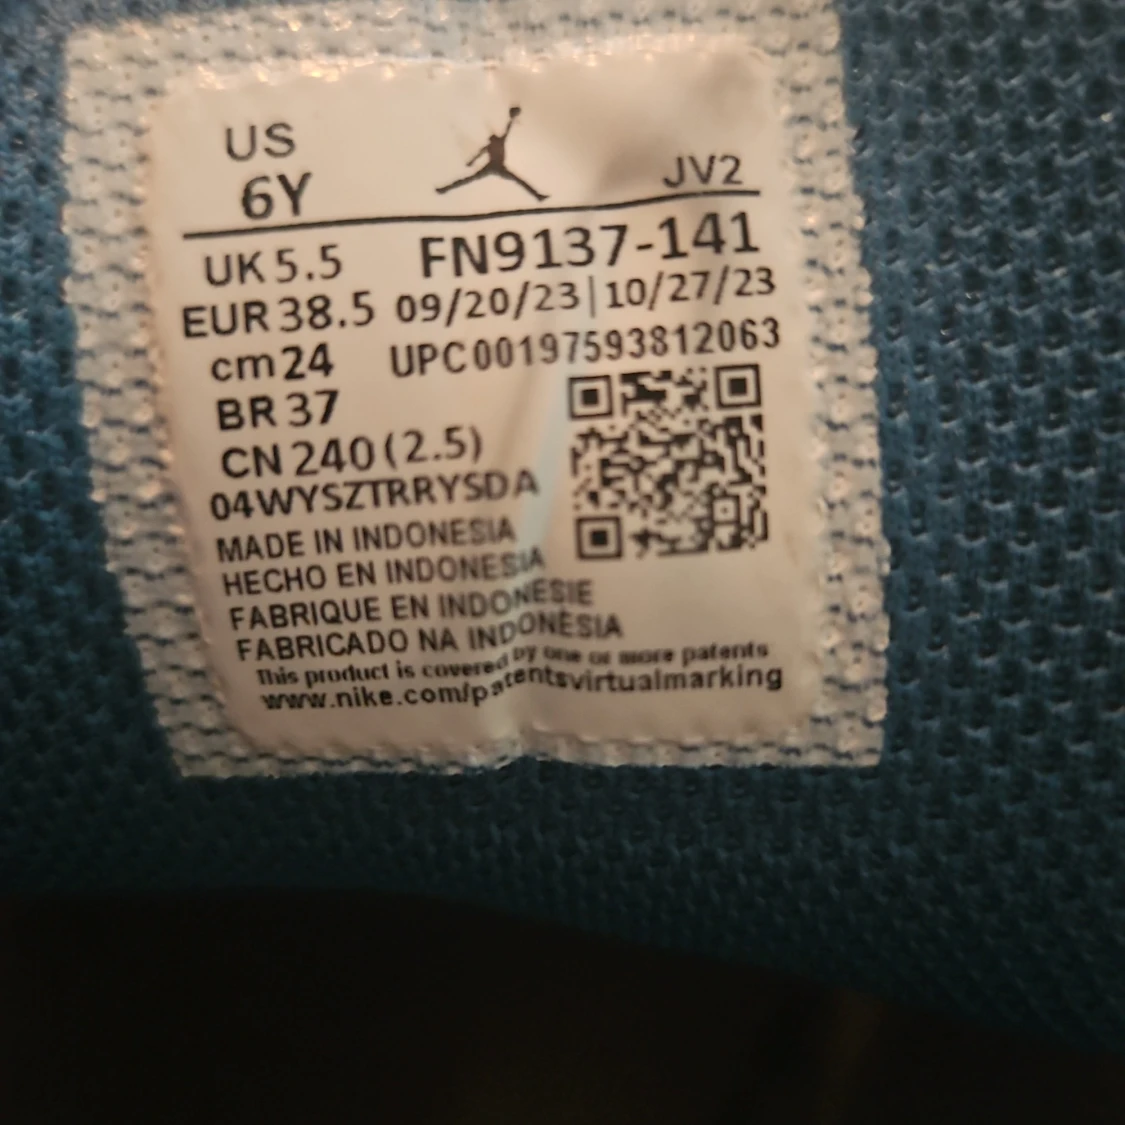 US
6Y
JV2
UK 5.5 FN9137-141
EUR 38.5 09/20/23 | 10/27/23
cm 24 UPC 00197593812063
BR 37
CN 240 (2.5)
04WYSZTRRYSDA
MADE IN INDONESIA
HECHO EN INDONESIA
FABRIQUE EN INDONESIE
FABRICADO NA INDONESIA
This product is covered by one or more patents
www.nike.com/patentsvirtualmarking